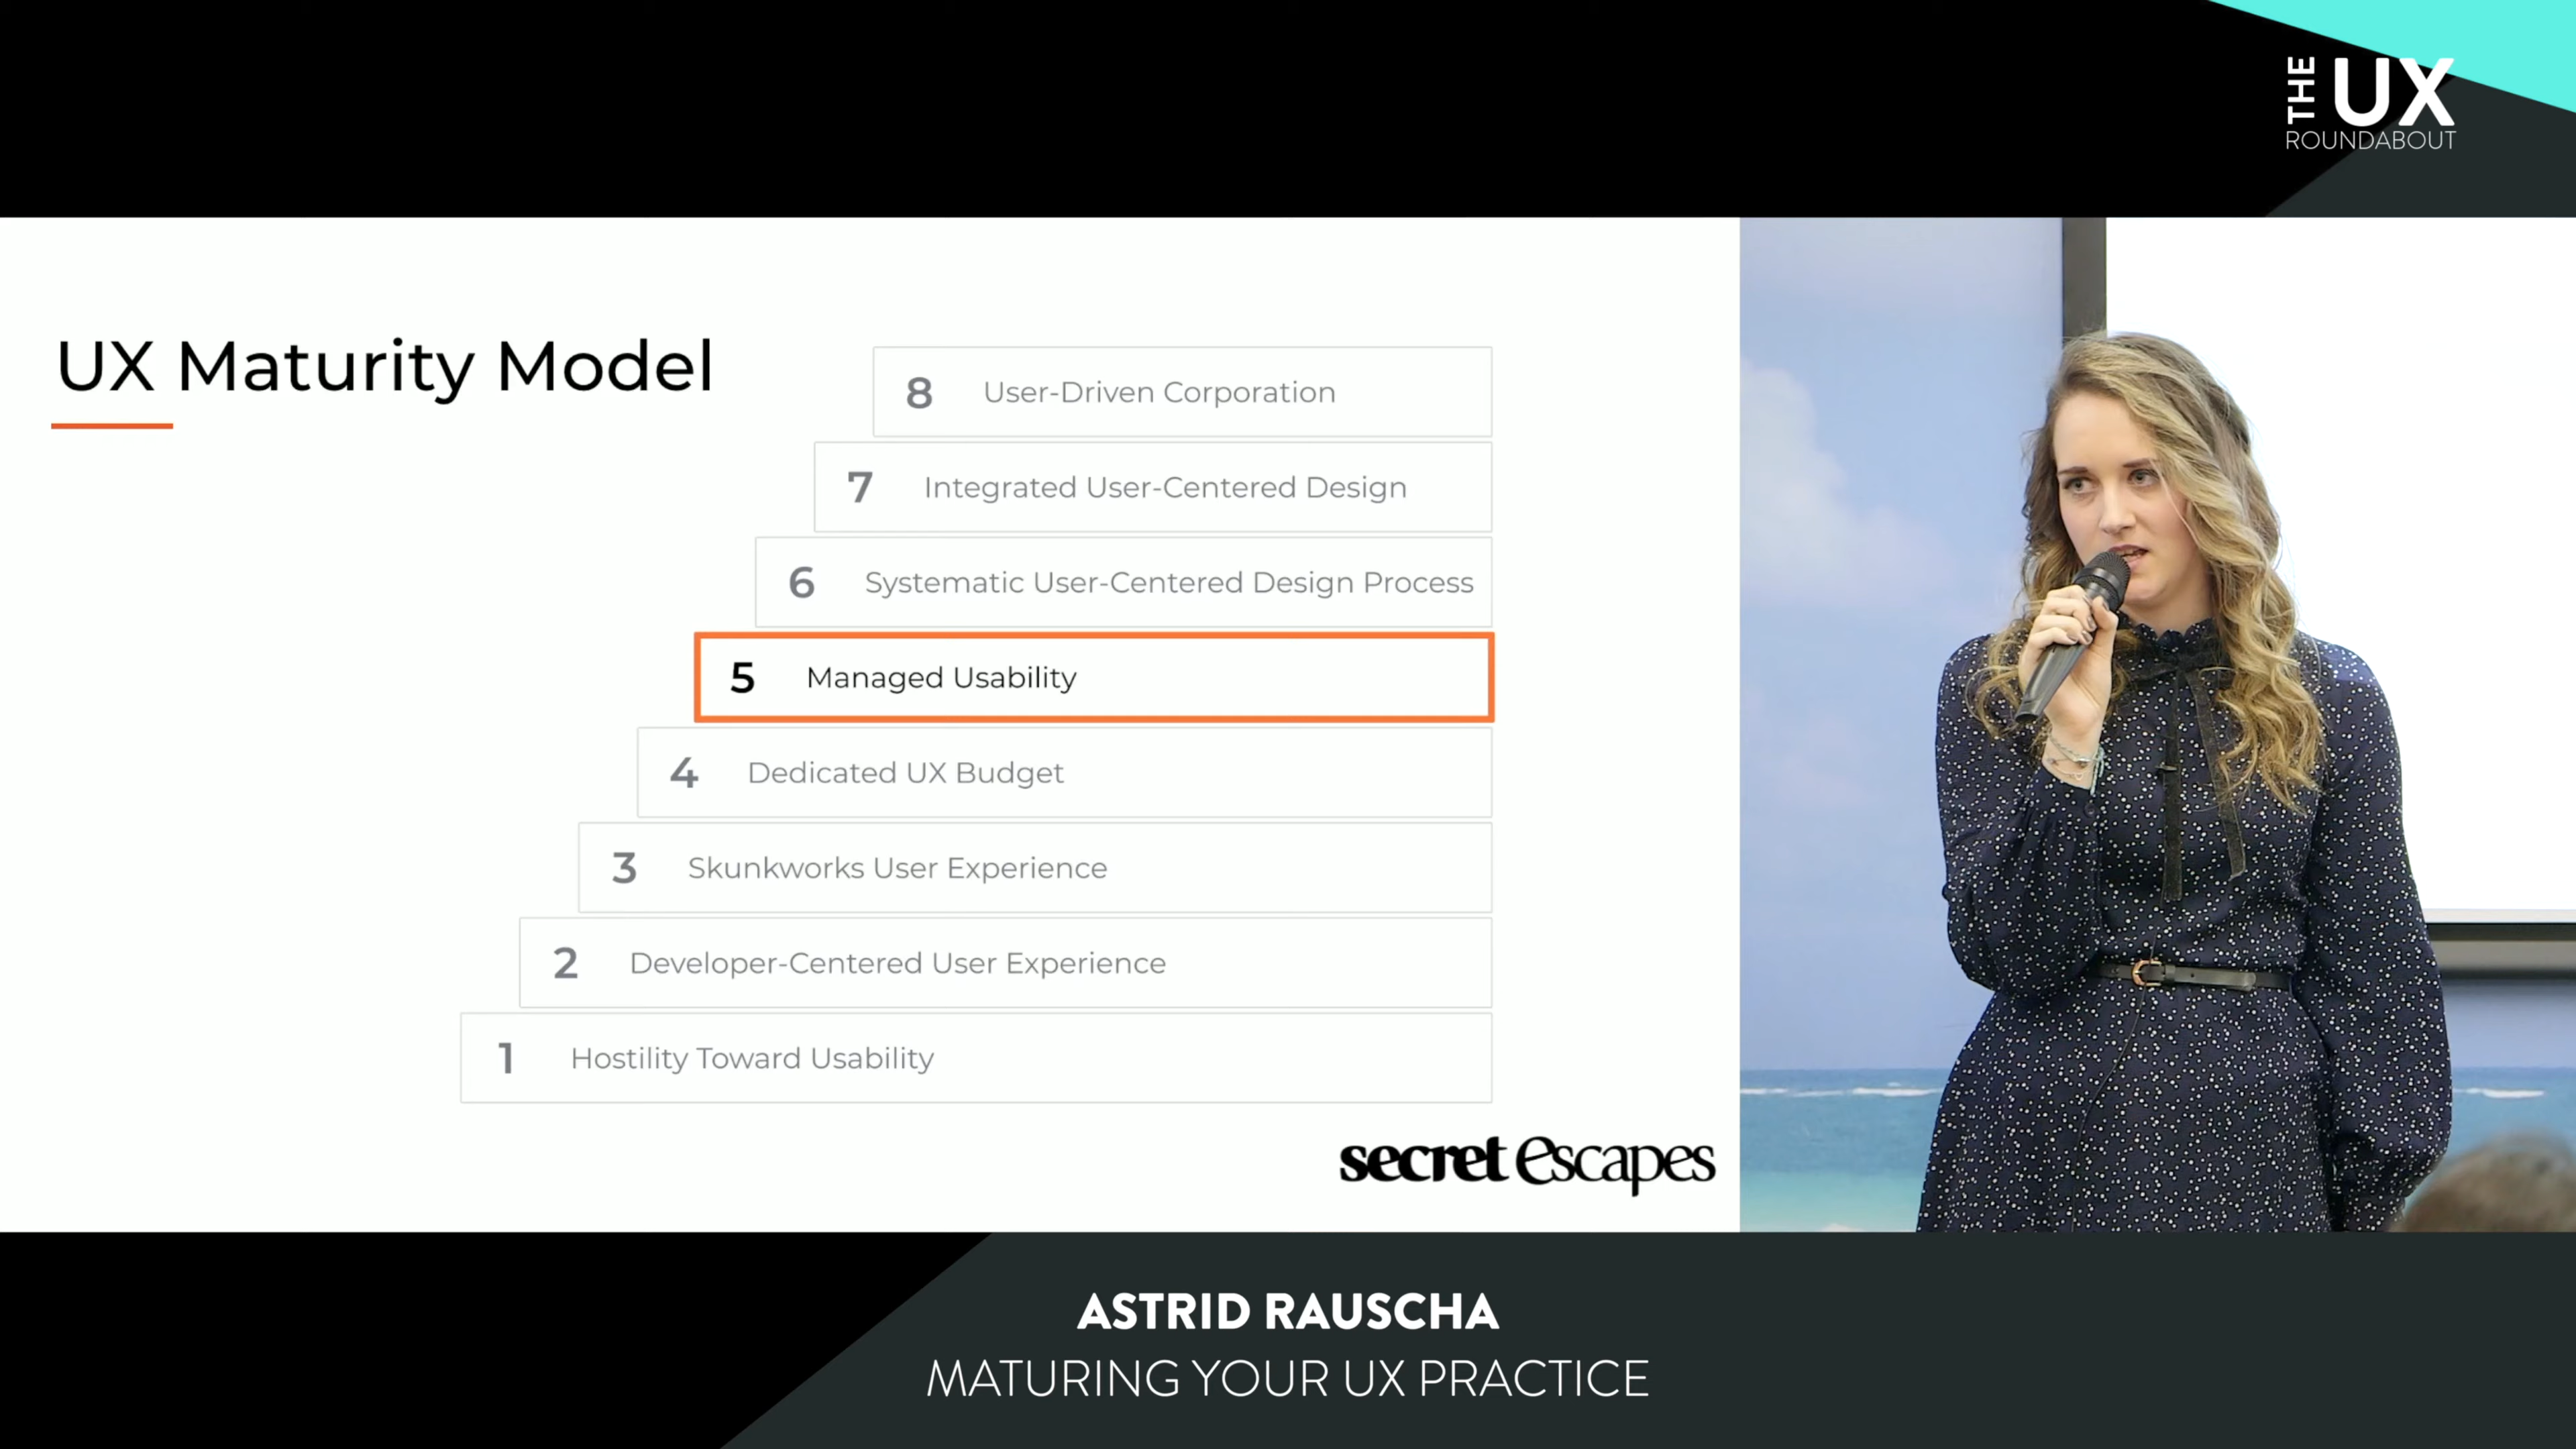 THE UX
ROUNDABOUT
UX Maturity Model
8 User-Driven Corporation
7 Integrated User-Centered Design
6 Systematic User-Centered Design Process
5 Managed Usability
4 Dedicated UX Budget
3 Skunkworks User Experience
2 Developer-Centered User Experience
1 Hostility Toward Usability
secret escapes
ASTRID RAUSCHA
MATURING YOUR UX PRACTICE